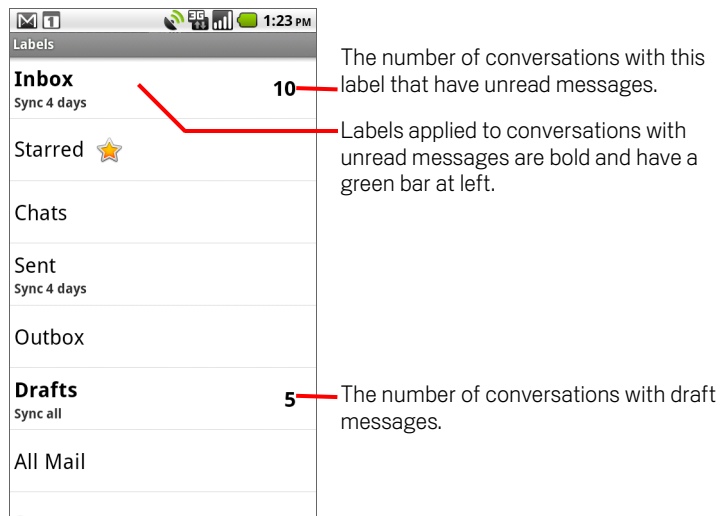 1 3G 1:23 PM
Labels
Inbox
Sync 4 days
10
Starred
Chats
Sent
Sync 4 days
Outbox
Drafts
Sync all
5
All Mail
The number of conversations with this
label that have unread messages.
Labels applied to conversations with
unread messages are bold and have a
green bar at left.
The number of conversations with draft
messages.